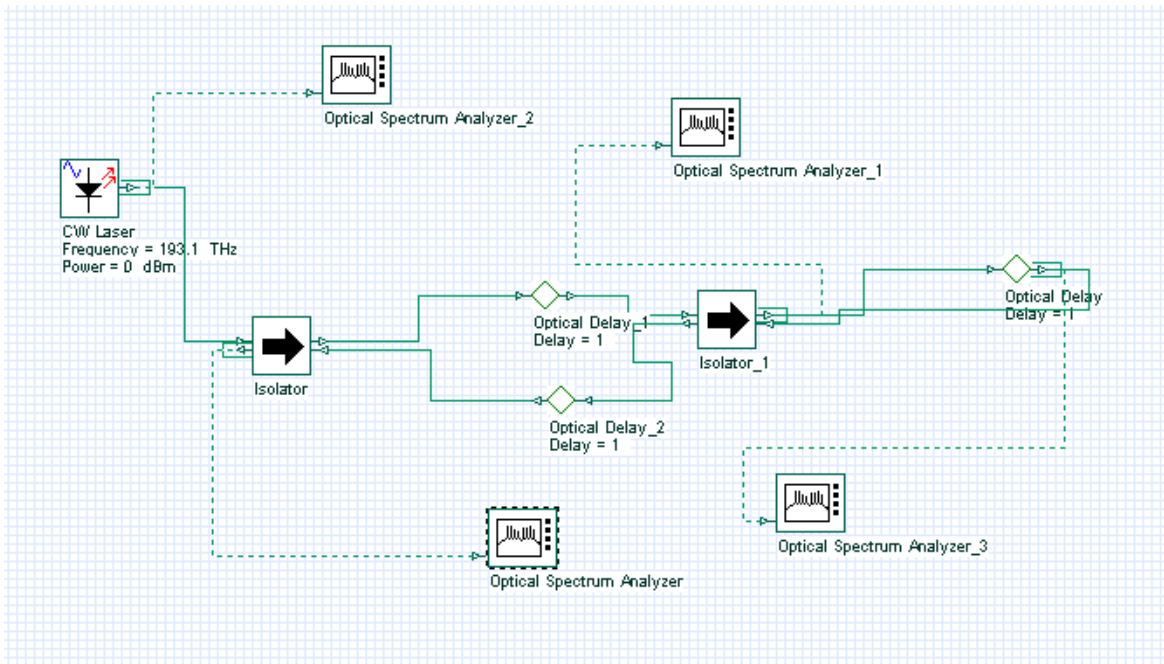 Optical Spectrum Analyzer_2
Optical Spectrum Analyzer_1
CW Laser
Frequency = 193.1 THz
Power = 0 dBm
Optical Delay
Delay = 1
Optical Delay_1
Delay = 1
Isolator_1
Isolator
Optical Delay_2
Delay = 1
Optical Spectrum Analyzer_3
Optical Spectrum Analyzer